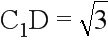 C₁D = √3